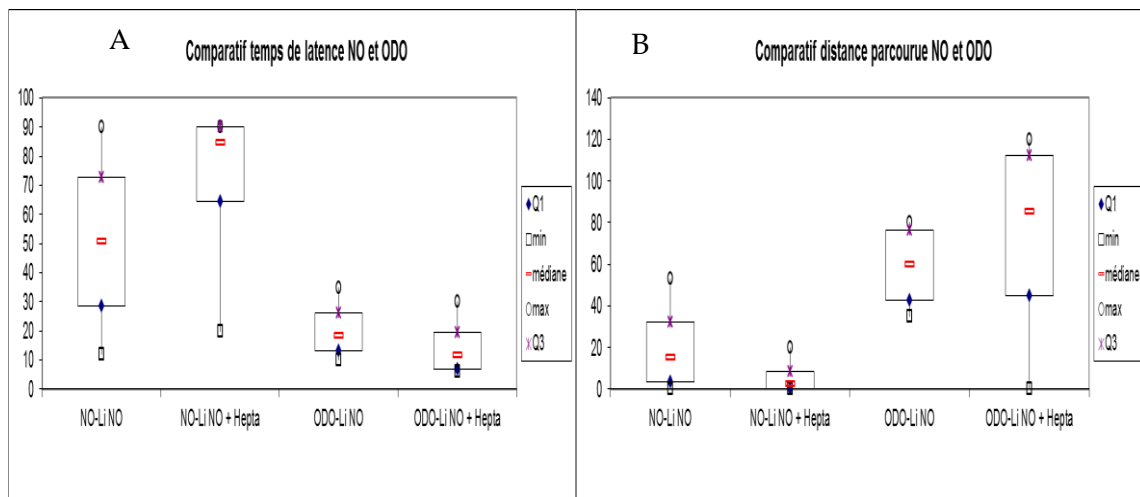 A
Comparatif temps de latence NO et ODO
100
90
80
70
60
50
40
30
20
10
0
NO-Li NO
NO-Li NO + Hepta
ODO-Li NO
ODO-Li NO + Hepta
Q1
min
médiane
max
Q3
B
Comparatif distance parcourue NO et ODO
140
120
100
80
60
40
20
0
NO-Li NO
NO-Li NO + Hepta
ODO-Li NO
ODO-Li NO + Hepta
Q1
min
médiane
max
Q3